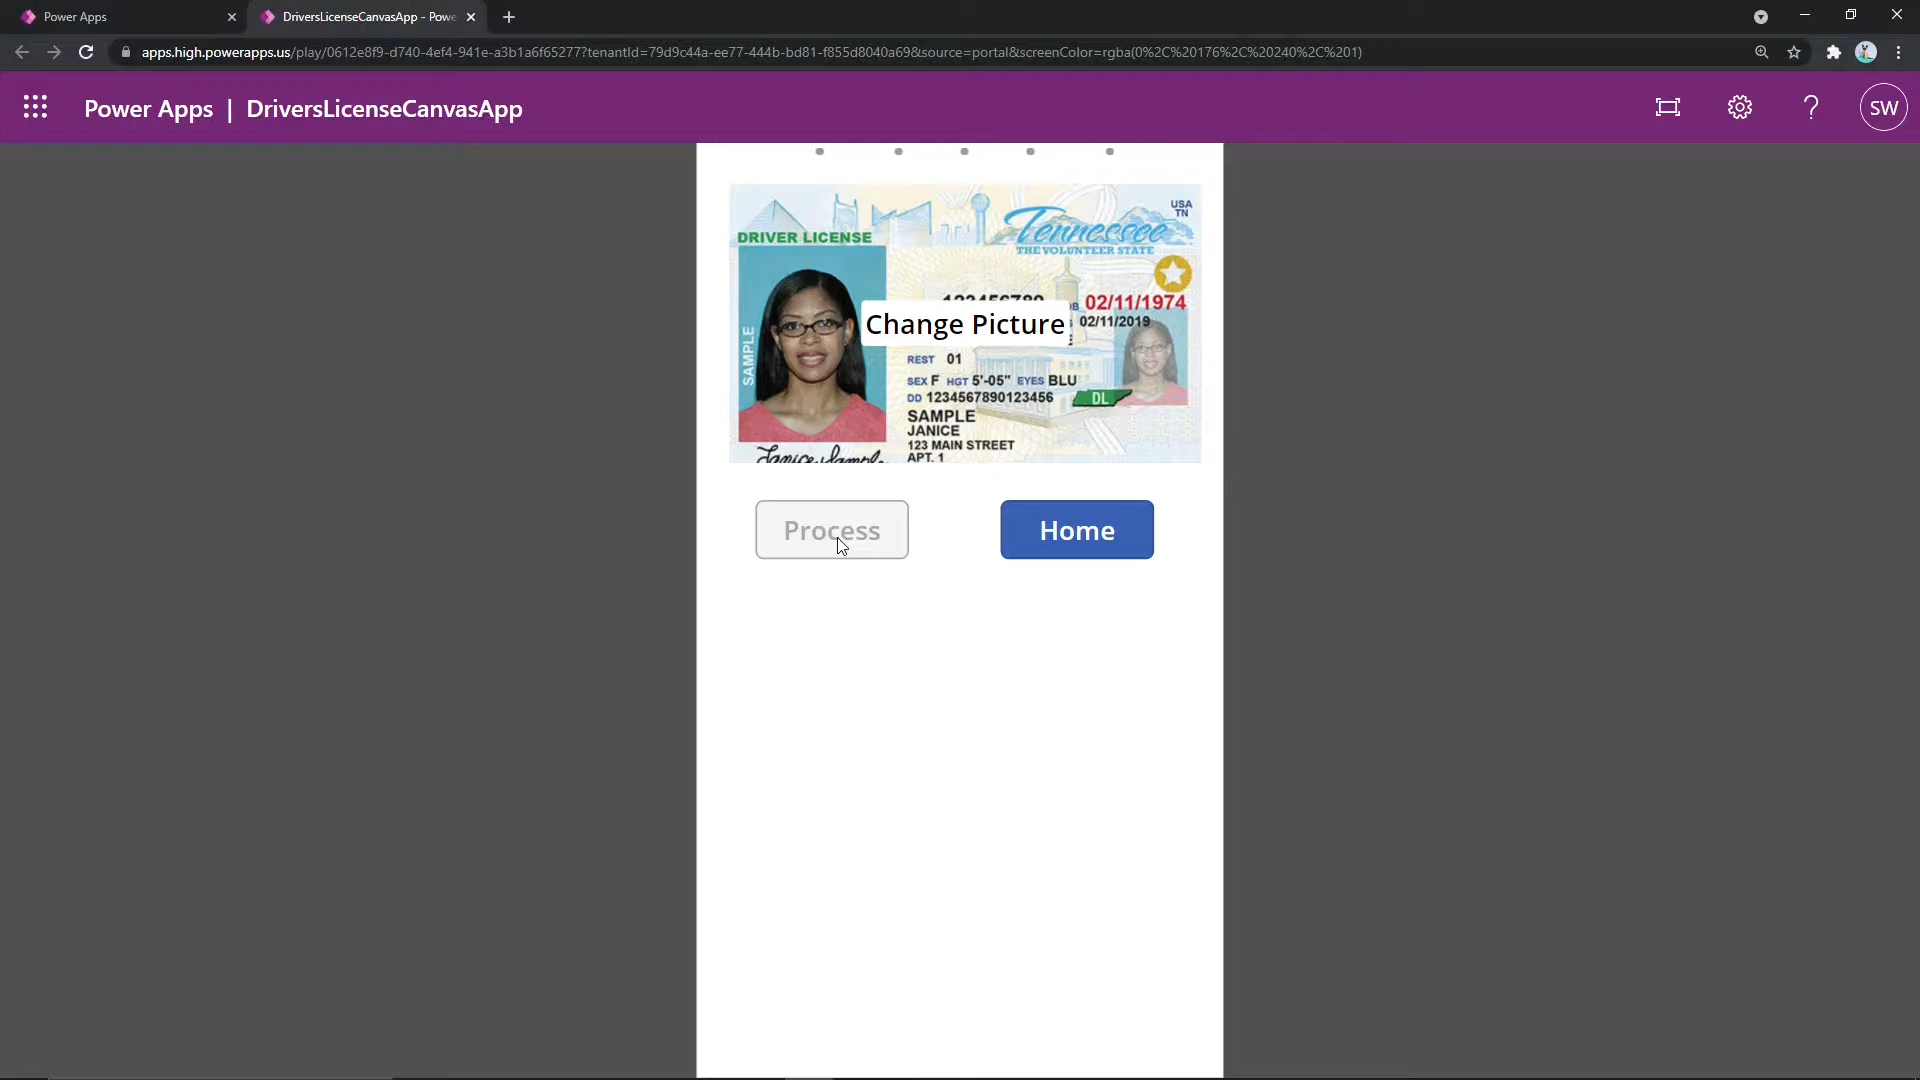 Power Apps
DriversLicenseCanvasApp - Powe
apps.high.powerapps.us/play/0612e8f9-d740-4ef4-941e-a3b1a6f65277?tenantId=79d9c44a-ee77-444b-bd81-f855d8040a69&source=portal&screenColor=rgba(0%2C%20176%2C%20240%2C%201)
Power Apps | DriversLicenseCanvasApp
SW
USA
TN
Tennessee
THE VOLUNTEER STATE
DRIVER LICENSE
123456789
02/11/1974
Change Picture
02/11/2019
SAMPLE
REST 01
SEX F HGT 5'-05" EYES BLU
DD 1234567890123456
DL
SAMPLE
JANICE
123 MAIN STREET
APT. 1
Janice Sample
Process
Home